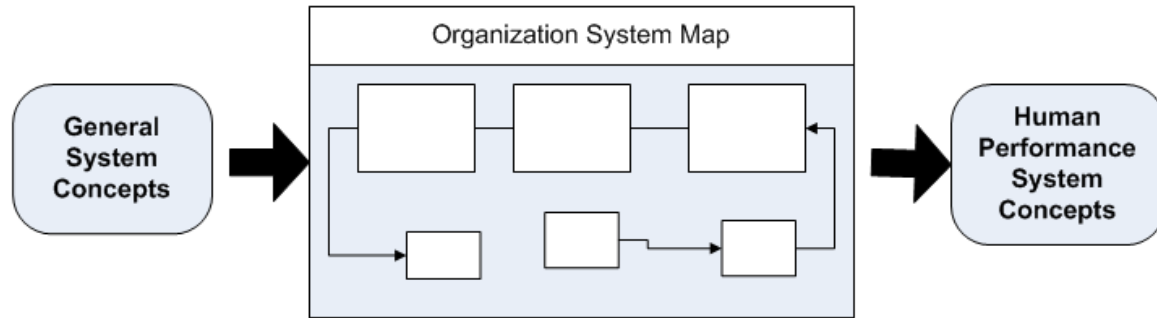 Organization System Map
General
System
Concepts
Human
Performance
System
Concepts